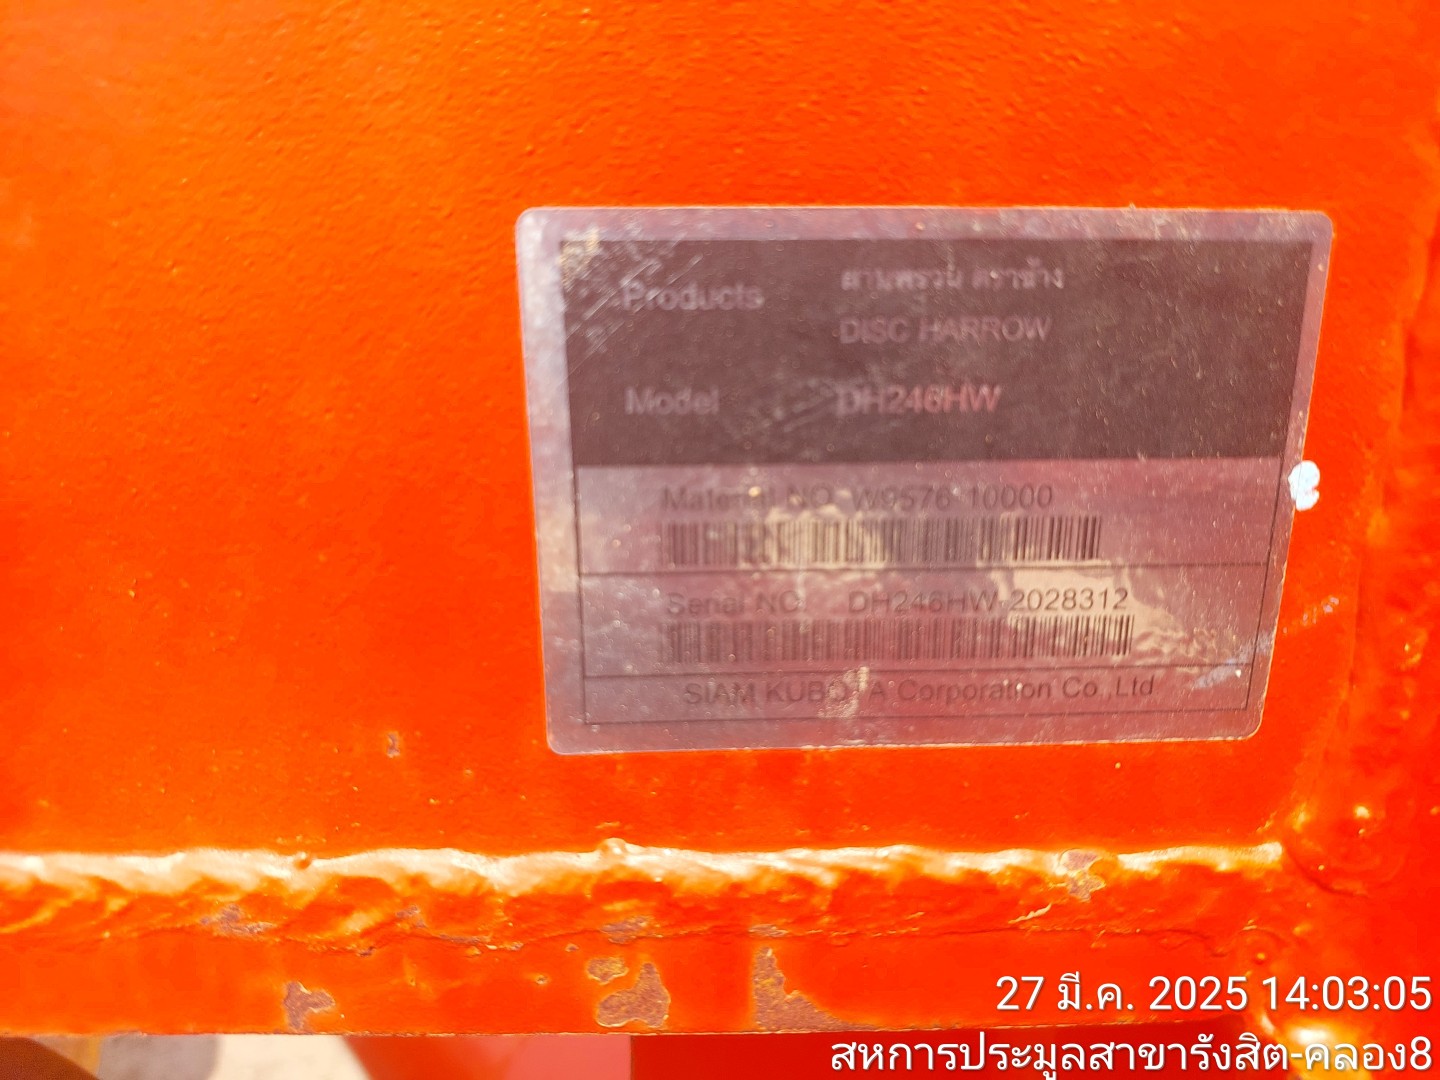 Products
ผานพรวน ตราช้าง
DISC HARROW
Model DH246HW
Material NO. W9576-10000
Serial NO. DH246HW-2028312
SIAM KUBOTA Corporation Co.,Ltd
27 มี.ค. 2025 14:03:05
สหการประมูลสาขารังสิต-คลอง8